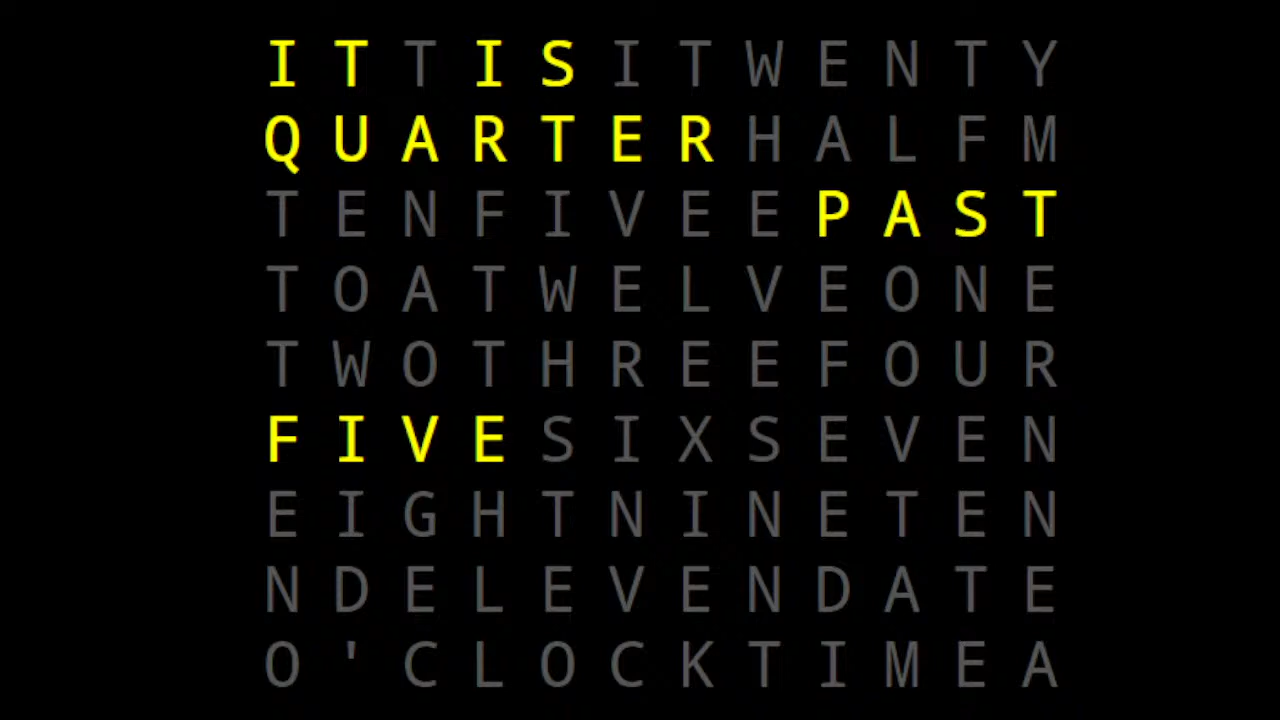 I T T I S I T W E N T Y
Q U A R T E R H A L F M
T E N F I V E E P A S T
T O A T W E L V E O N E
T W O T H R E E F O U R
F I V E S I X S E V E N
E I G H T N I N E T E N
N D E L E V E N D A T E
O ' C L O C K T I M E A